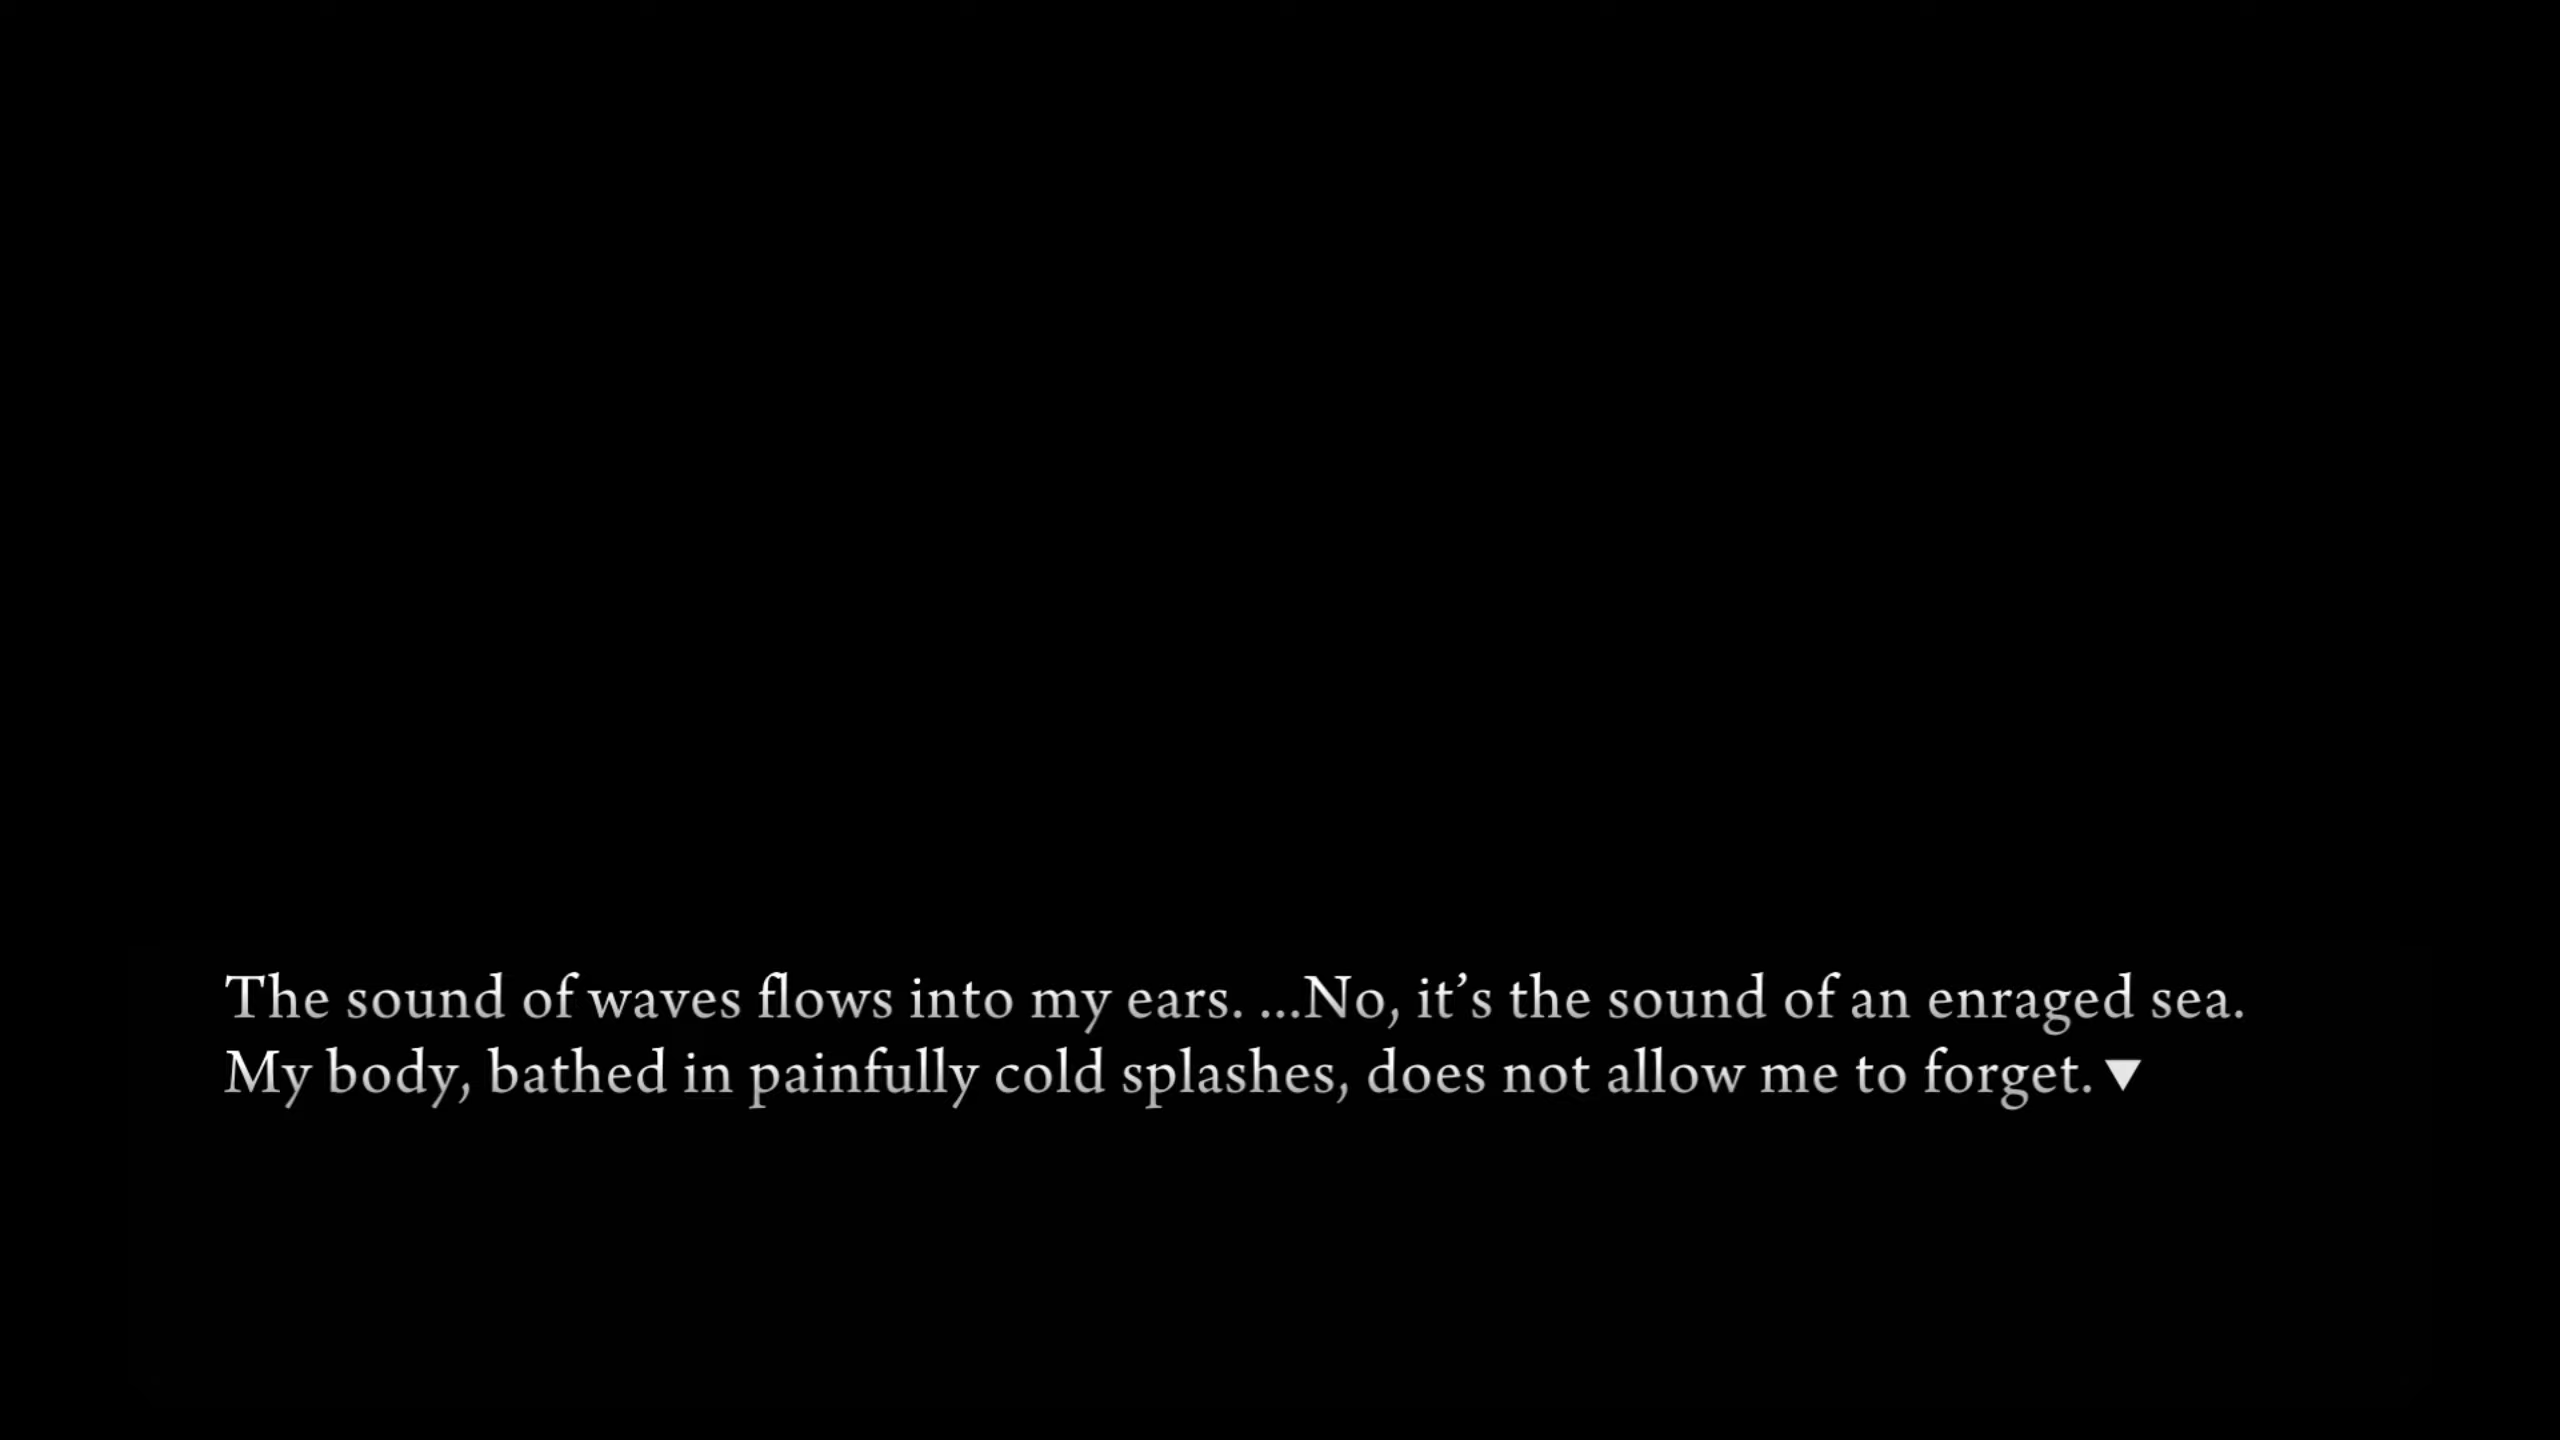 The sound of waves flows into my ears. ...No, it’s the sound of an enraged sea.
My body, bathed in painfully cold splashes, does not allow me to forget.▼